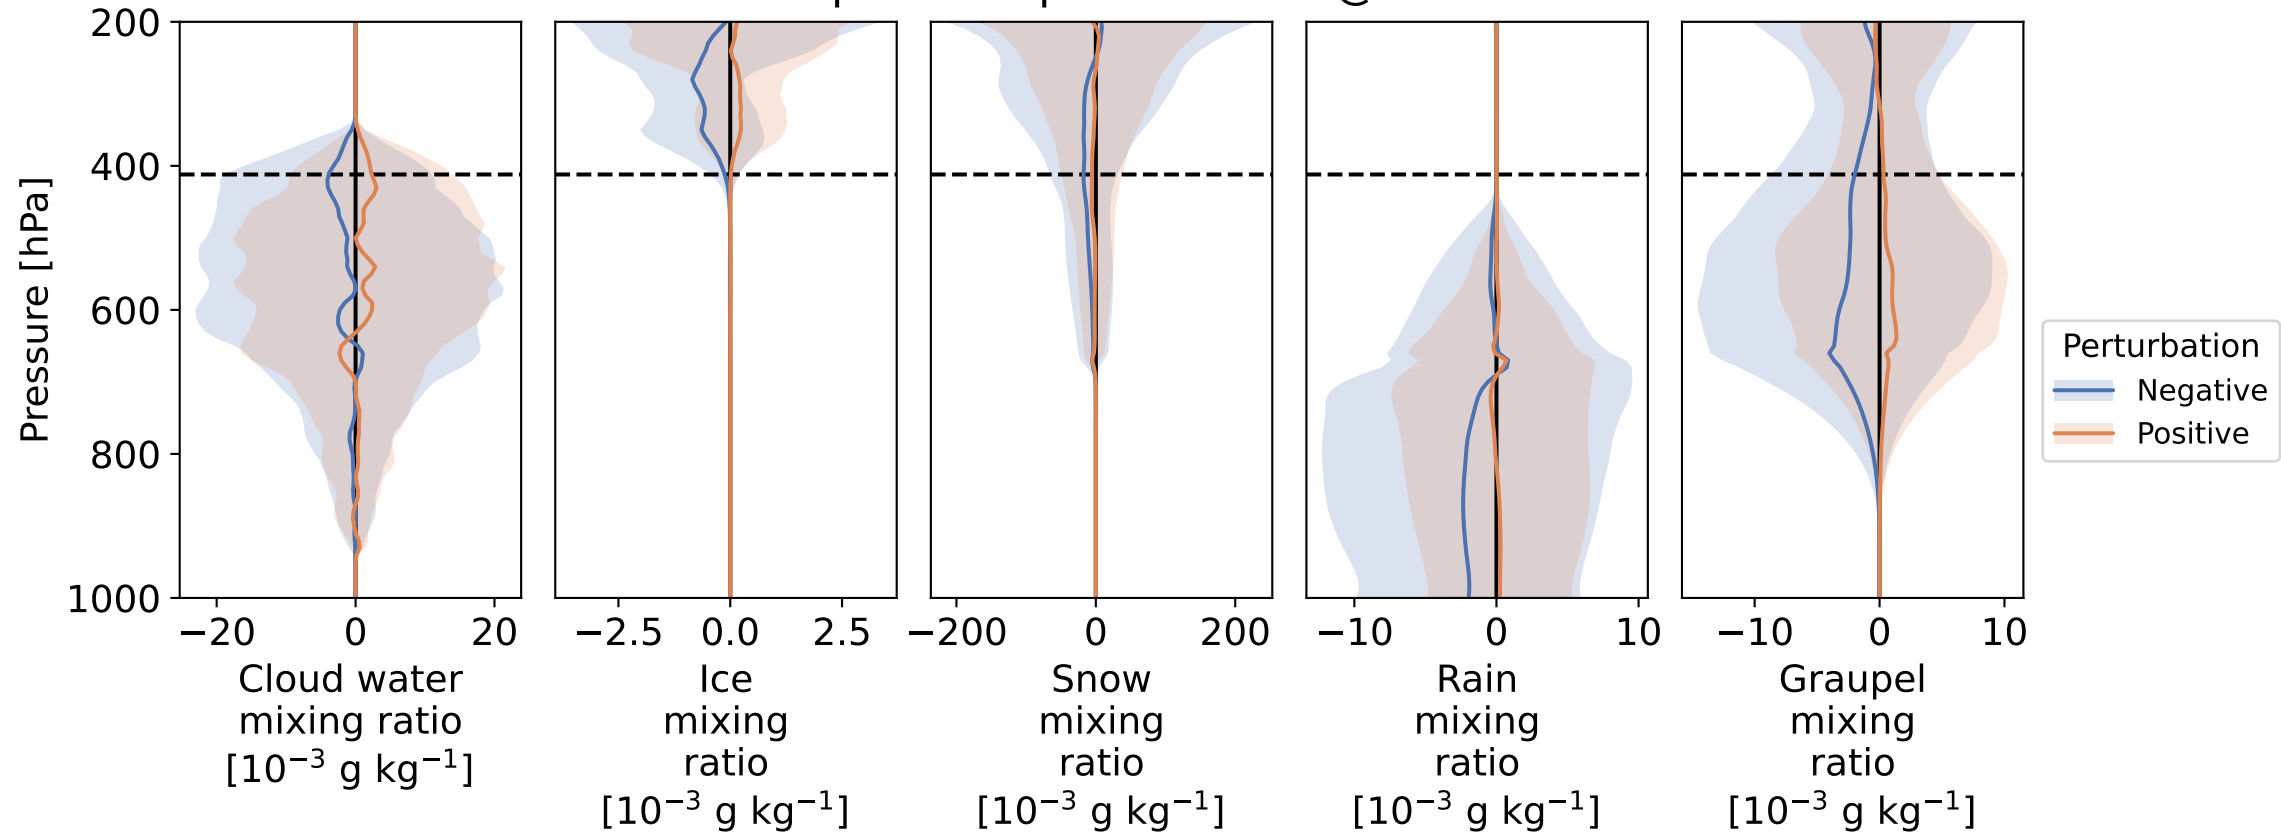 200
400
600
800
1000
Pressure [hPa]
−20 0 20
−2.5 0.0 2.5
−200 0 200
−10 0 10
−10 0 10
Cloud water
mixing ratio
[10⁻³ g kg⁻¹]
Ice
mixing
ratio
[10⁻³ g kg⁻¹]
Snow
mixing
ratio
[10⁻³ g kg⁻¹]
Rain
mixing
ratio
[10⁻³ g kg⁻¹]
Graupel
mixing
ratio
[10⁻³ g kg⁻¹]
Perturbation
Negative
Positive